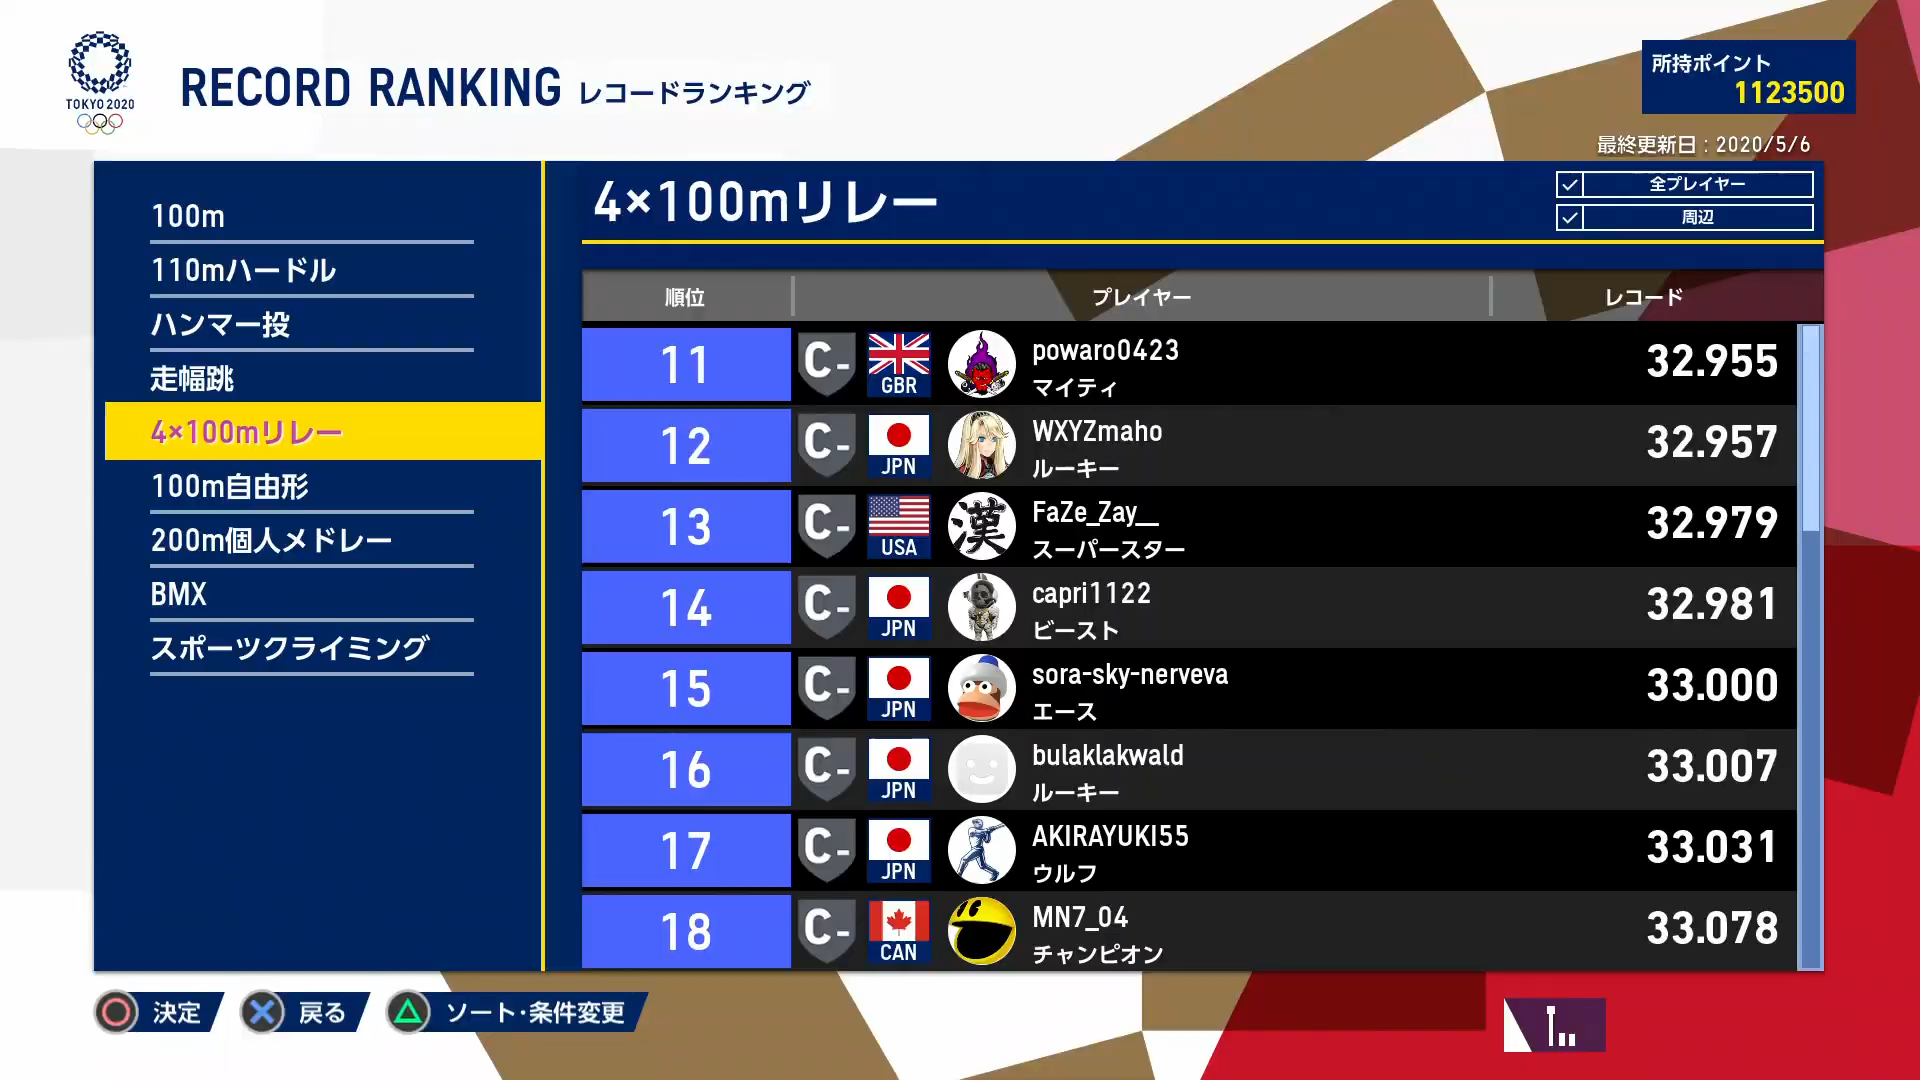 TOKYO 2020
RECORD RANKING レコードランキング
所持ポイント
1123500
最終更新日 : 2020/5/6
100m
110mハードル
ハンマー投
走幅跳
4×100mリレー
100m自由形
200m個人メドレー
BMX
スポーツクライミング
4×100mリレー
全プレイヤー
周辺
順位 プレイヤー レコード
11 C- GBR powaro0423 マイティ 32.955
12 C- JPN WXYZmaho ルーキー 32.957
13 C- USA 漢 FaZe_Zay__ スーパースター 32.979
14 C- JPN capri1122 ビースト 32.981
15 C- JPN sora-sky-nerveva エース 33.000
16 C- JPN bulaklakwald ルーキー 33.007
17 C- JPN AKIRAYUKI55 ウルフ 33.031
18 C- CAN MN7_04 チャンピオン 33.078
決定 戻る ソート・条件変更